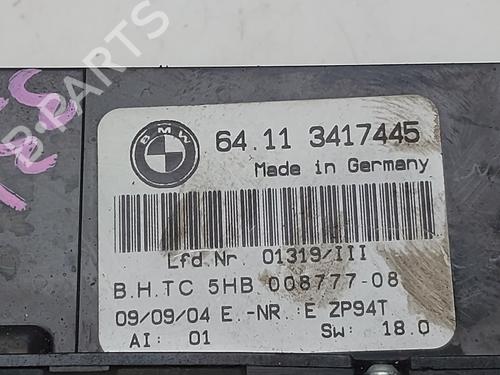 BMW
64.11 3417445
Made in Germany
Lfd.Nr. 01319/III
B.H.TC 5HB 008777-08
09/09/04 E.-NR. :E ZP94T
AI: 01 Sw: 18.0
B-PARTS